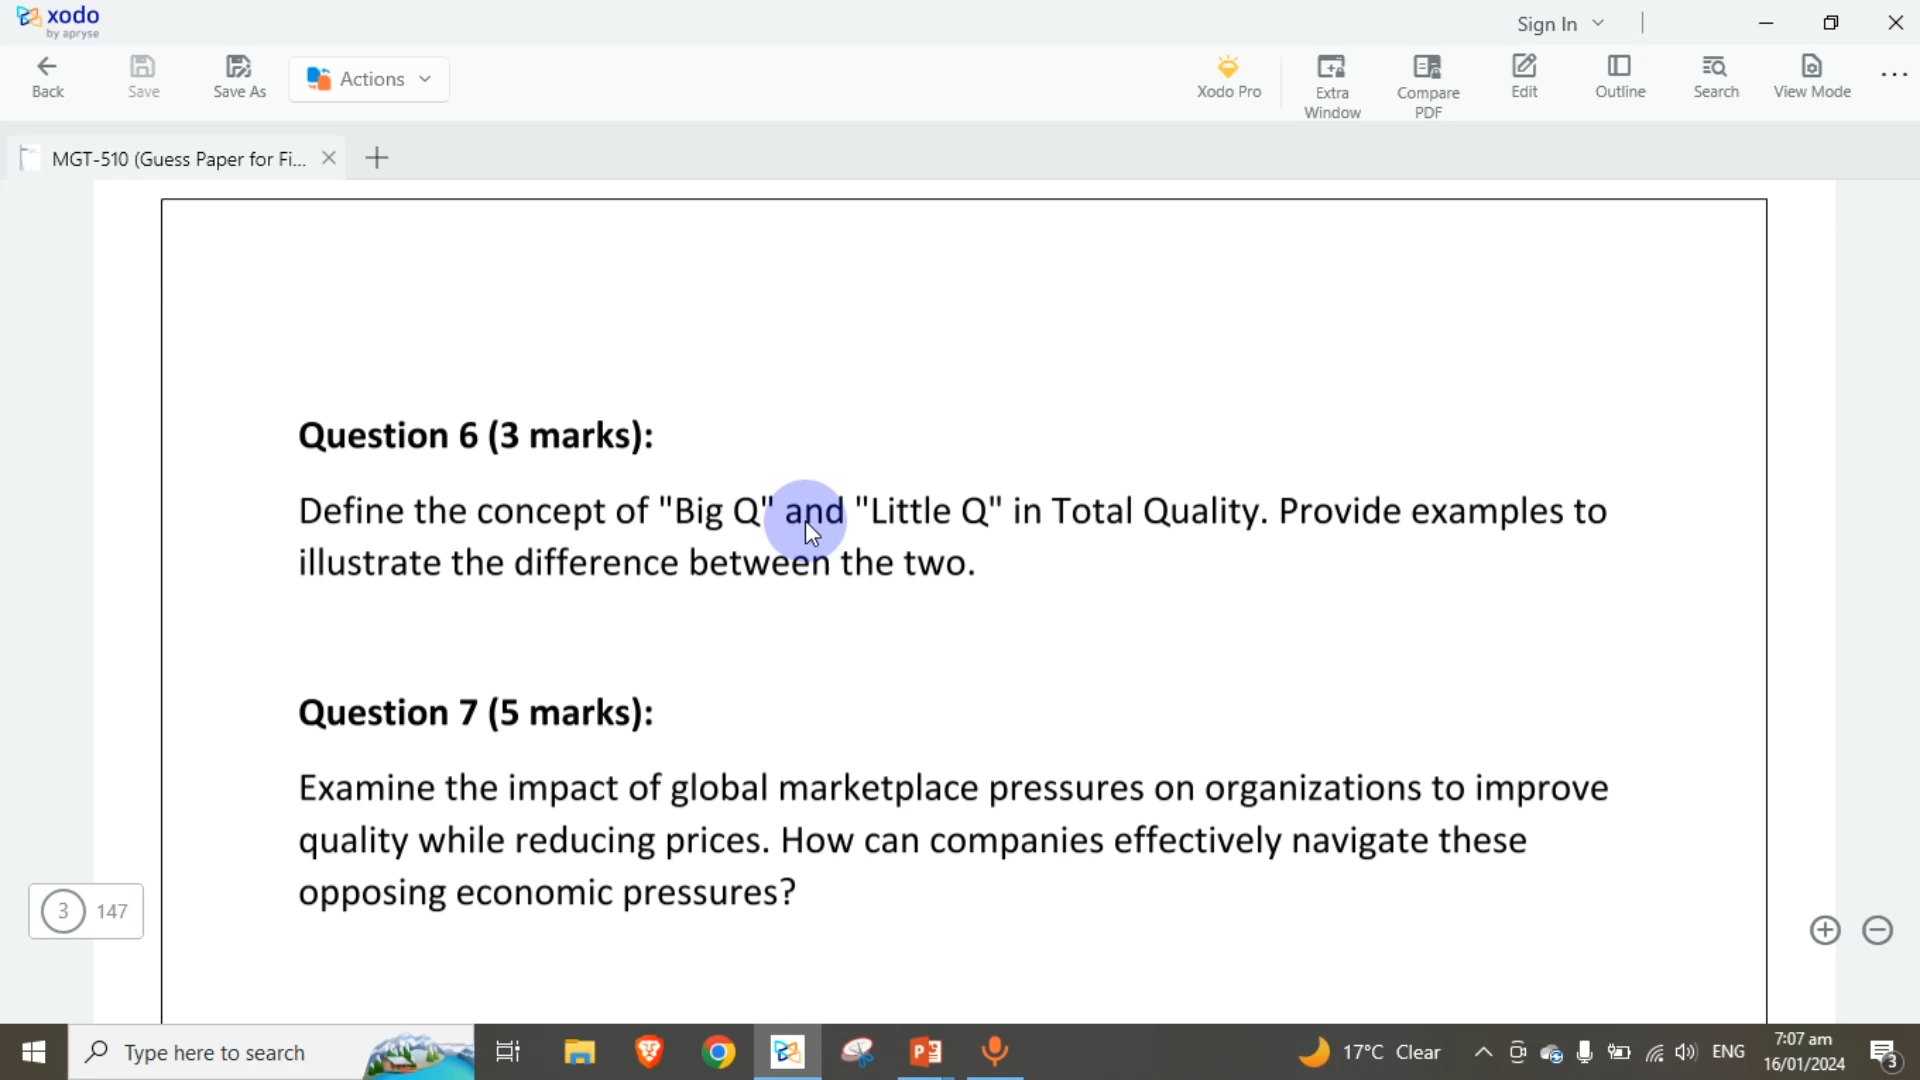 xodo
by apryse
Sign In
Back
Save
Save As
Actions
Xodo Pro
Extra
Window
Compare
PDF
Edit
Outline
Search
View Mode
MGT-510 (Guess Paper for Fi...
Question 6 (3 marks):
Define the concept of "Big Q" and "Little Q" in Total Quality. Provide examples to
illustrate the difference between the two.
Question 7 (5 marks):
Examine the impact of global marketplace pressures on organizations to improve
quality while reducing prices. How can companies effectively navigate these
opposing economic pressures?
3 147
Type here to search
17°C Clear
ENG
7:07 am
16/01/2024
3